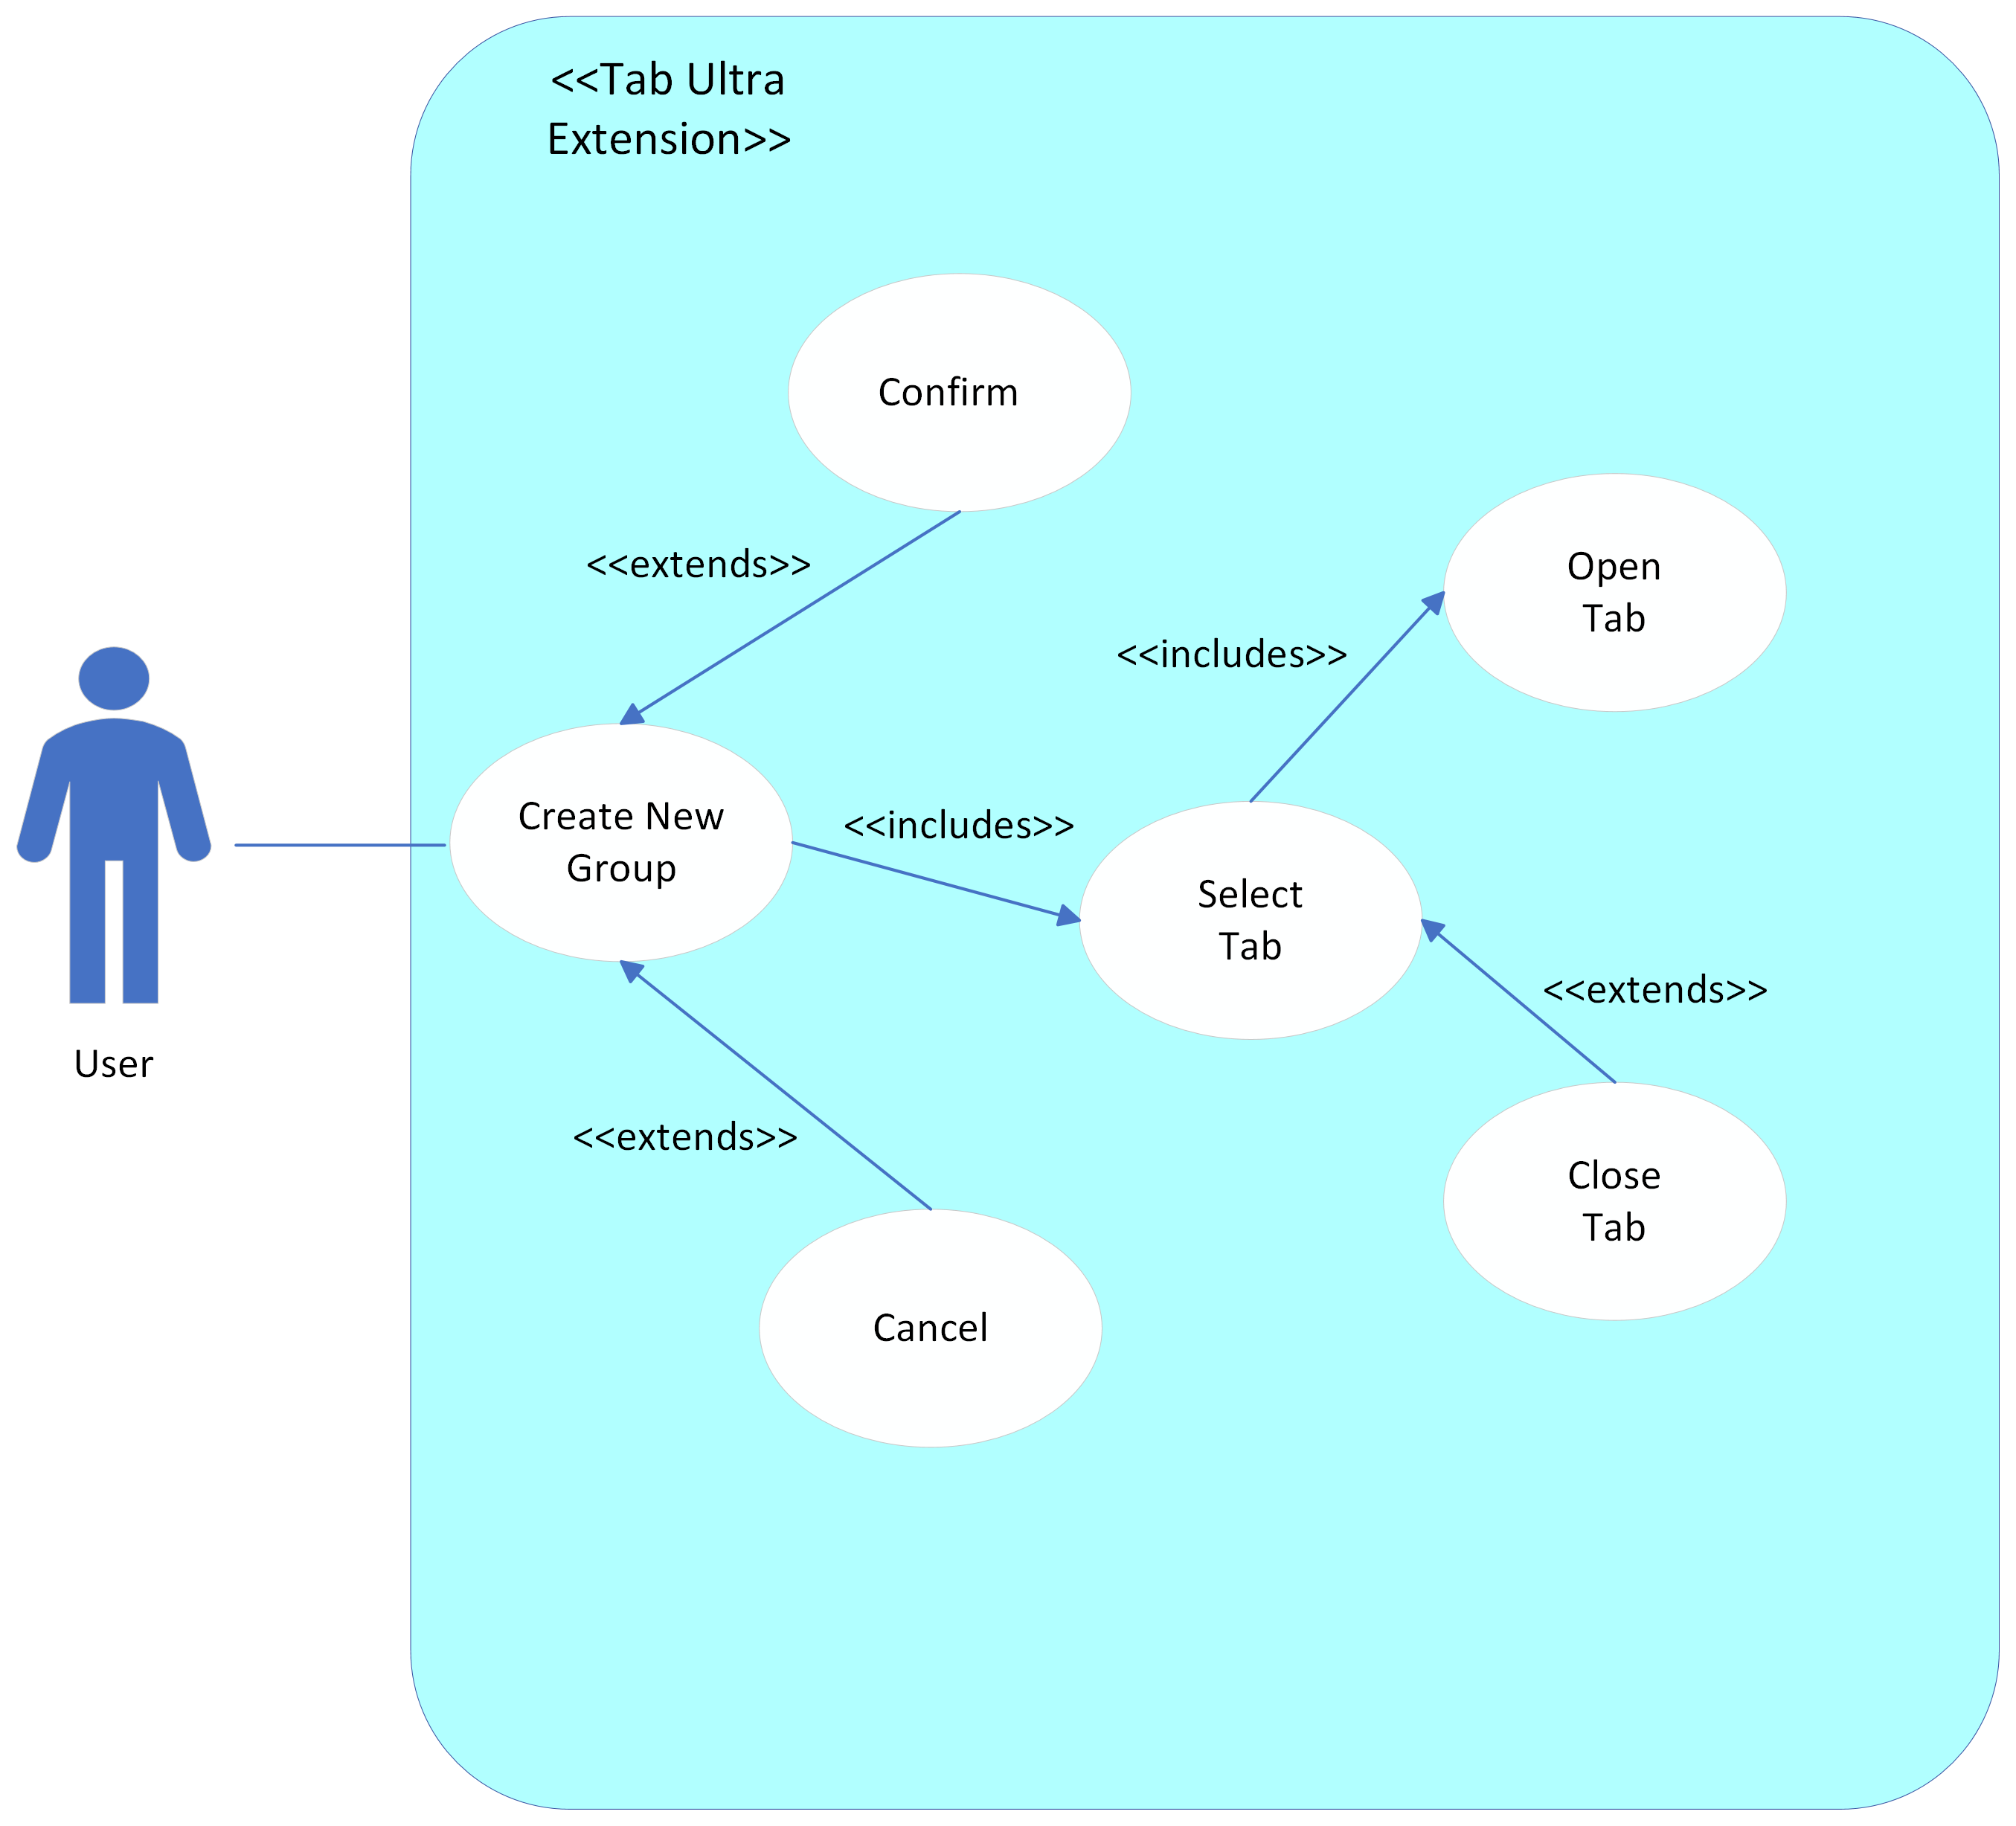 <<Tab Ultra
Extension>>
Confirm
<<extends>>
Open
Tab
<<includes>>
Create New
Group
<<includes>>
Select
Tab
<<extends>>
User
<<extends>>
Close
Tab
Cancel